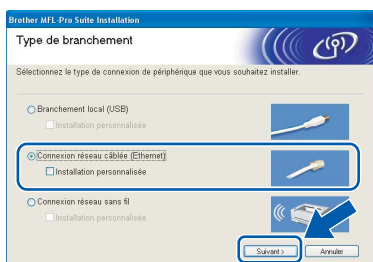 Brother MFL-Pro Suite Installation
Type de branchement
Sélectionnez le type de connexion de périphérique que vous souhaitez installer.
Branchement local (USB)
Installation personnalisée
Connexion réseau câblée (Ethernet)
Installation personnalisée
Connexion réseau sans fil
Installation personnalisée
Suivant >
Annuler